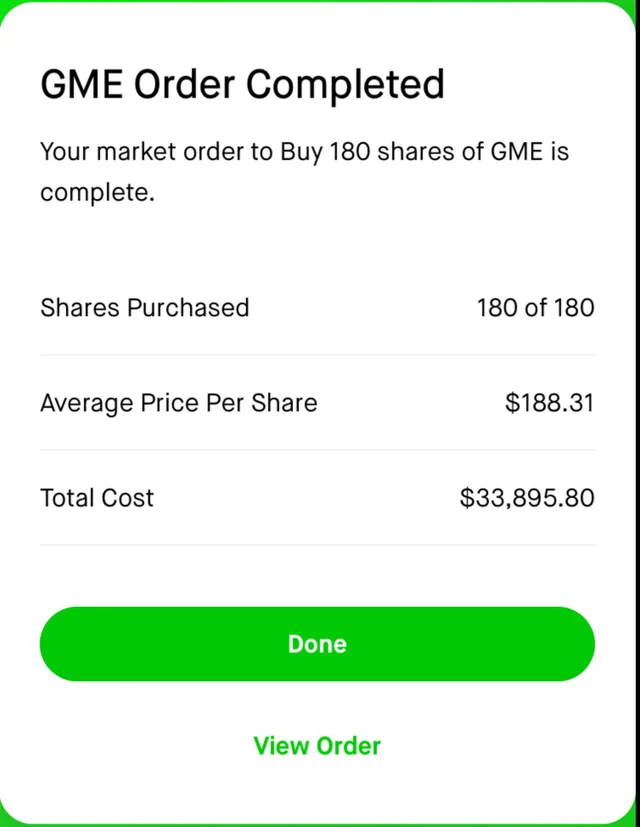 GME Order Completed
Your market order to Buy 180 shares of GME is
complete.
Shares Purchased 180 of 180
Average Price Per Share $188.31
Total Cost $33,895.80
Done
View Order